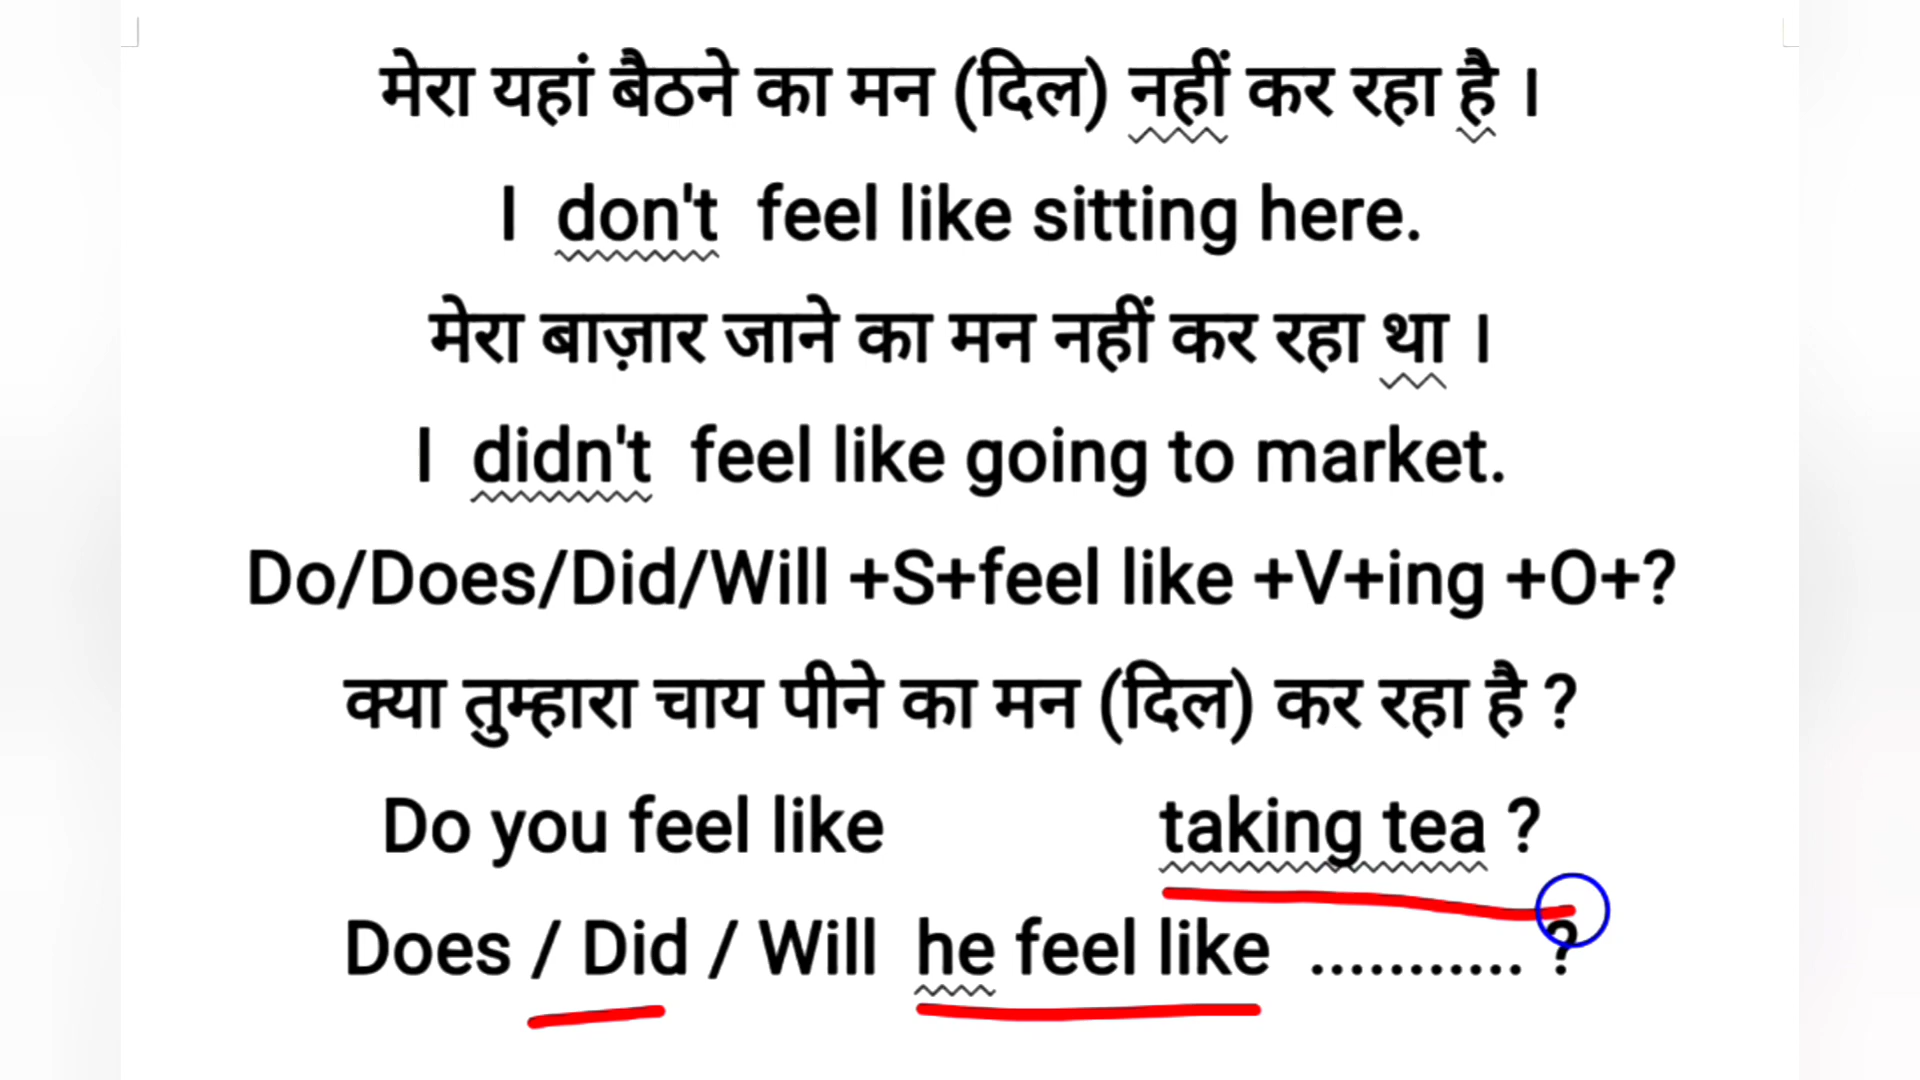 मेरा यहां बैठने का मन (दिल) नहीं कर रहा है ।
I don't feel like sitting here.
मेरा बाज़ार जाने का मन नहीं कर रहा था ।
I didn't feel like going to market.
Do/Does/Did/Will +S+feel like +V+ing +O+?
क्या तुम्हारा चाय पीने का मन (दिल) कर रहा है ?
Do you feel like taking tea ?
Does / Did / Will he feel like ........... ?